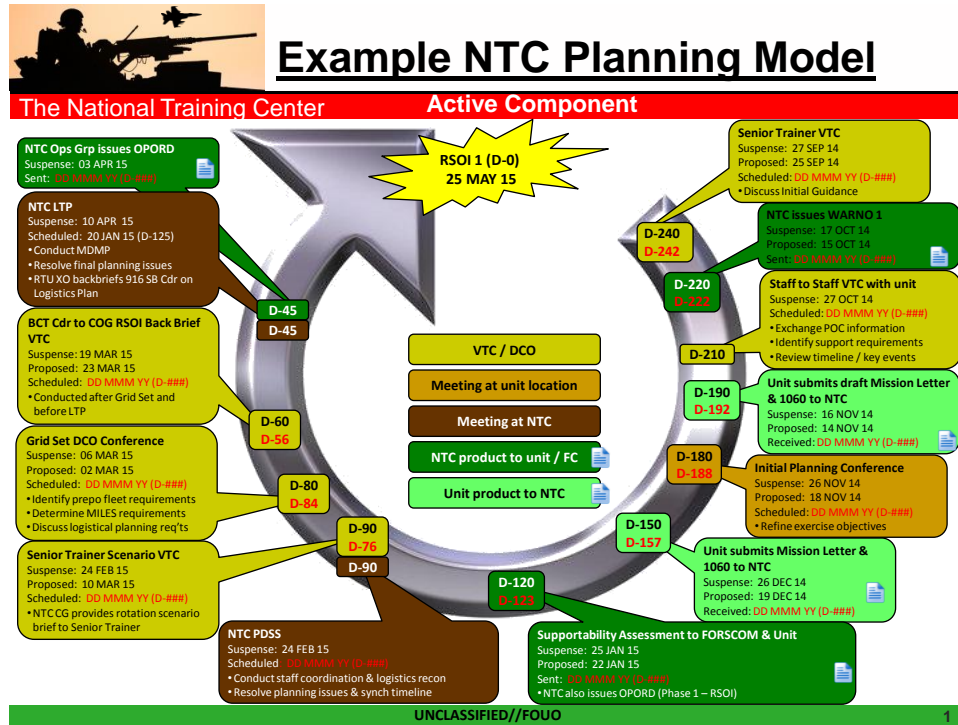 Example NTC Planning Model
The National Training Center
Active Component
RSOI 1 (D-0)
25 MAY 15
Senior Trainer VTC
Suspense: 27 SEP 14
Proposed: 25 SEP 14
Scheduled: DD MMM YY (D-###)
• Discuss Initial Guidance
D-240
D-242
NTC issues WARNO 1
Suspense: 17 OCT 14
Proposed: 15 OCT 14
Sent: DD MMM YY (D-###)
D-220
D-222
Staff to Staff VTC with unit
Suspense: 27 OCT 14
Scheduled: DD MMM YY (D-###)
• Exchange POC information
• Identify support requirements
• Review timeline / key events
D-210
Unit submits draft Mission Letter
& 1060 to NTC
Suspense: 16 NOV 14
Proposed: 14 NOV 14
Received: DD MMM YY (D-###)
D-190
D-192
Initial Planning Conference
Suspense: 26 NOV 14
Proposed: 18 NOV 14
Scheduled: DD MMM YY (D-###)
• Refine exercise objectives
D-180
D-188
Unit submits Mission Letter &
1060 to NTC
Suspense: 26 DEC 14
Proposed: 19 DEC 14
Received: DD MMM YY (D-###)
D-150
D-157
Supportability Assessment to FORSCOM & Unit
Suspense: 25 JAN 15
Proposed: 22 JAN 15
Sent: DD MMM YY (D-###)
• NTC also issues OPORD (Phase 1 – RSOI)
D-120
D-123
NTC PDSS
Suspense: 24 FEB 15
Scheduled DD MMM YY (D-###)
• Conduct staff coordination & logistics recon
• Resolve planning issues & synch timeline
D-90
D-76
D-90
Senior Trainer Scenario VTC
Suspense: 24 FEB 15
Proposed: 10 MAR 15
Scheduled: DD MMM YY (D-###)
• NTC CG provides rotation scenario
brief to Senior Trainer
Grid Set DCO Conference
Suspense: 06 MAR 15
Proposed: 02 MAR 15
Scheduled: DD MMM YY (D-###)
• Identify prepo fleet requirements
• Determine MILES requirements
• Discuss logistical planning req'ts
D-80
D-84
BCT Cdr to COG RSOI Back Brief
VTC
Suspense: 19 MAR 15
Proposed: 23 MAR 15
Scheduled: DD MMM YY (D-###)
• Conducted after Grid Set and
before LTP
D-60
D-56
NTC LTP
Suspense: 10 APR 15
Scheduled: 20 JAN 15 (D-125)
• Conduct MDMP
• Resolve final planning issues
• RTU XO backbriefs 916 SB Cdr on
Logistics Plan
D-45
D-45
NTC Ops Grp issues OPORD
Suspense: 03 APR 15
Sent: DD MMM YY (D-###)
VTC / DCO
Meeting at unit location
Meeting at NTC
NTC product to unit / FC
Unit product to NTC
UNCLASSIFIED//FOUO
1